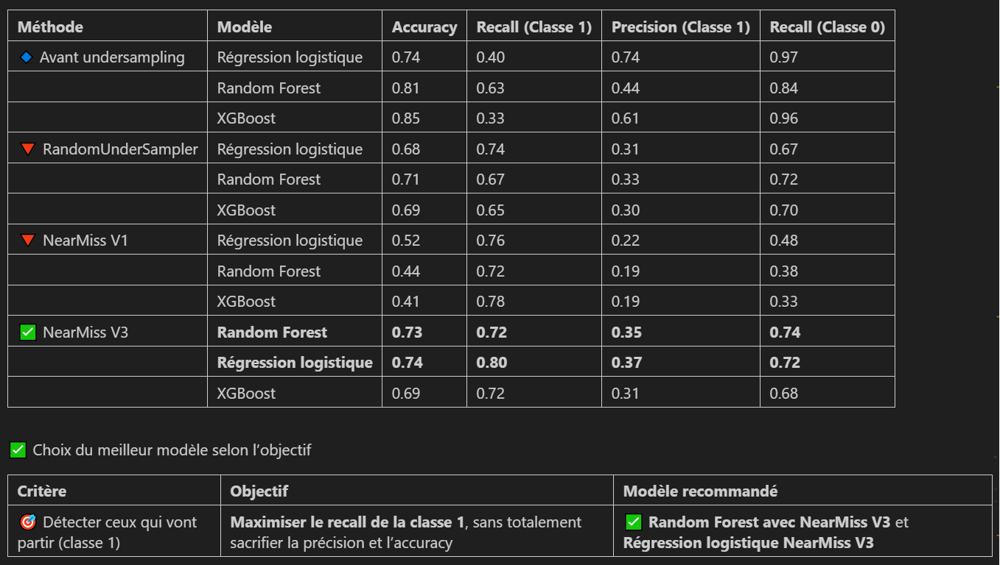 Méthode Modèle Accuracy Recall (Classe 1) Precision (Classe 1) Recall (Classe 0)
🔹 Avant undersampling Régression logistique 0.74 0.40 0.74 0.97
Random Forest 0.81 0.63 0.44 0.84
XGBoost 0.85 0.33 0.61 0.96
🔻 RandomUnderSampler Régression logistique 0.68 0.74 0.31 0.67
Random Forest 0.71 0.67 0.33 0.72
XGBoost 0.69 0.65 0.30 0.70
🔻 NearMiss V1 Régression logistique 0.52 0.76 0.22 0.48
Random Forest 0.44 0.72 0.19 0.38
XGBoost 0.41 0.78 0.19 0.33
✅ NearMiss V3 Random Forest 0.73 0.72 0.35 0.74
Régression logistique 0.74 0.80 0.37 0.72
XGBoost 0.69 0.72 0.31 0.68
✅ Choix du meilleur modèle selon l’objectif
Critère Objectif Modèle recommandé
🎯 Détecter ceux qui vont
partir (classe 1)
Maximiser le recall de la classe 1, sans totalement
sacrifier la précision et l’accuracy
✅ Random Forest avec NearMiss V3 et
Régression logistique NearMiss V3